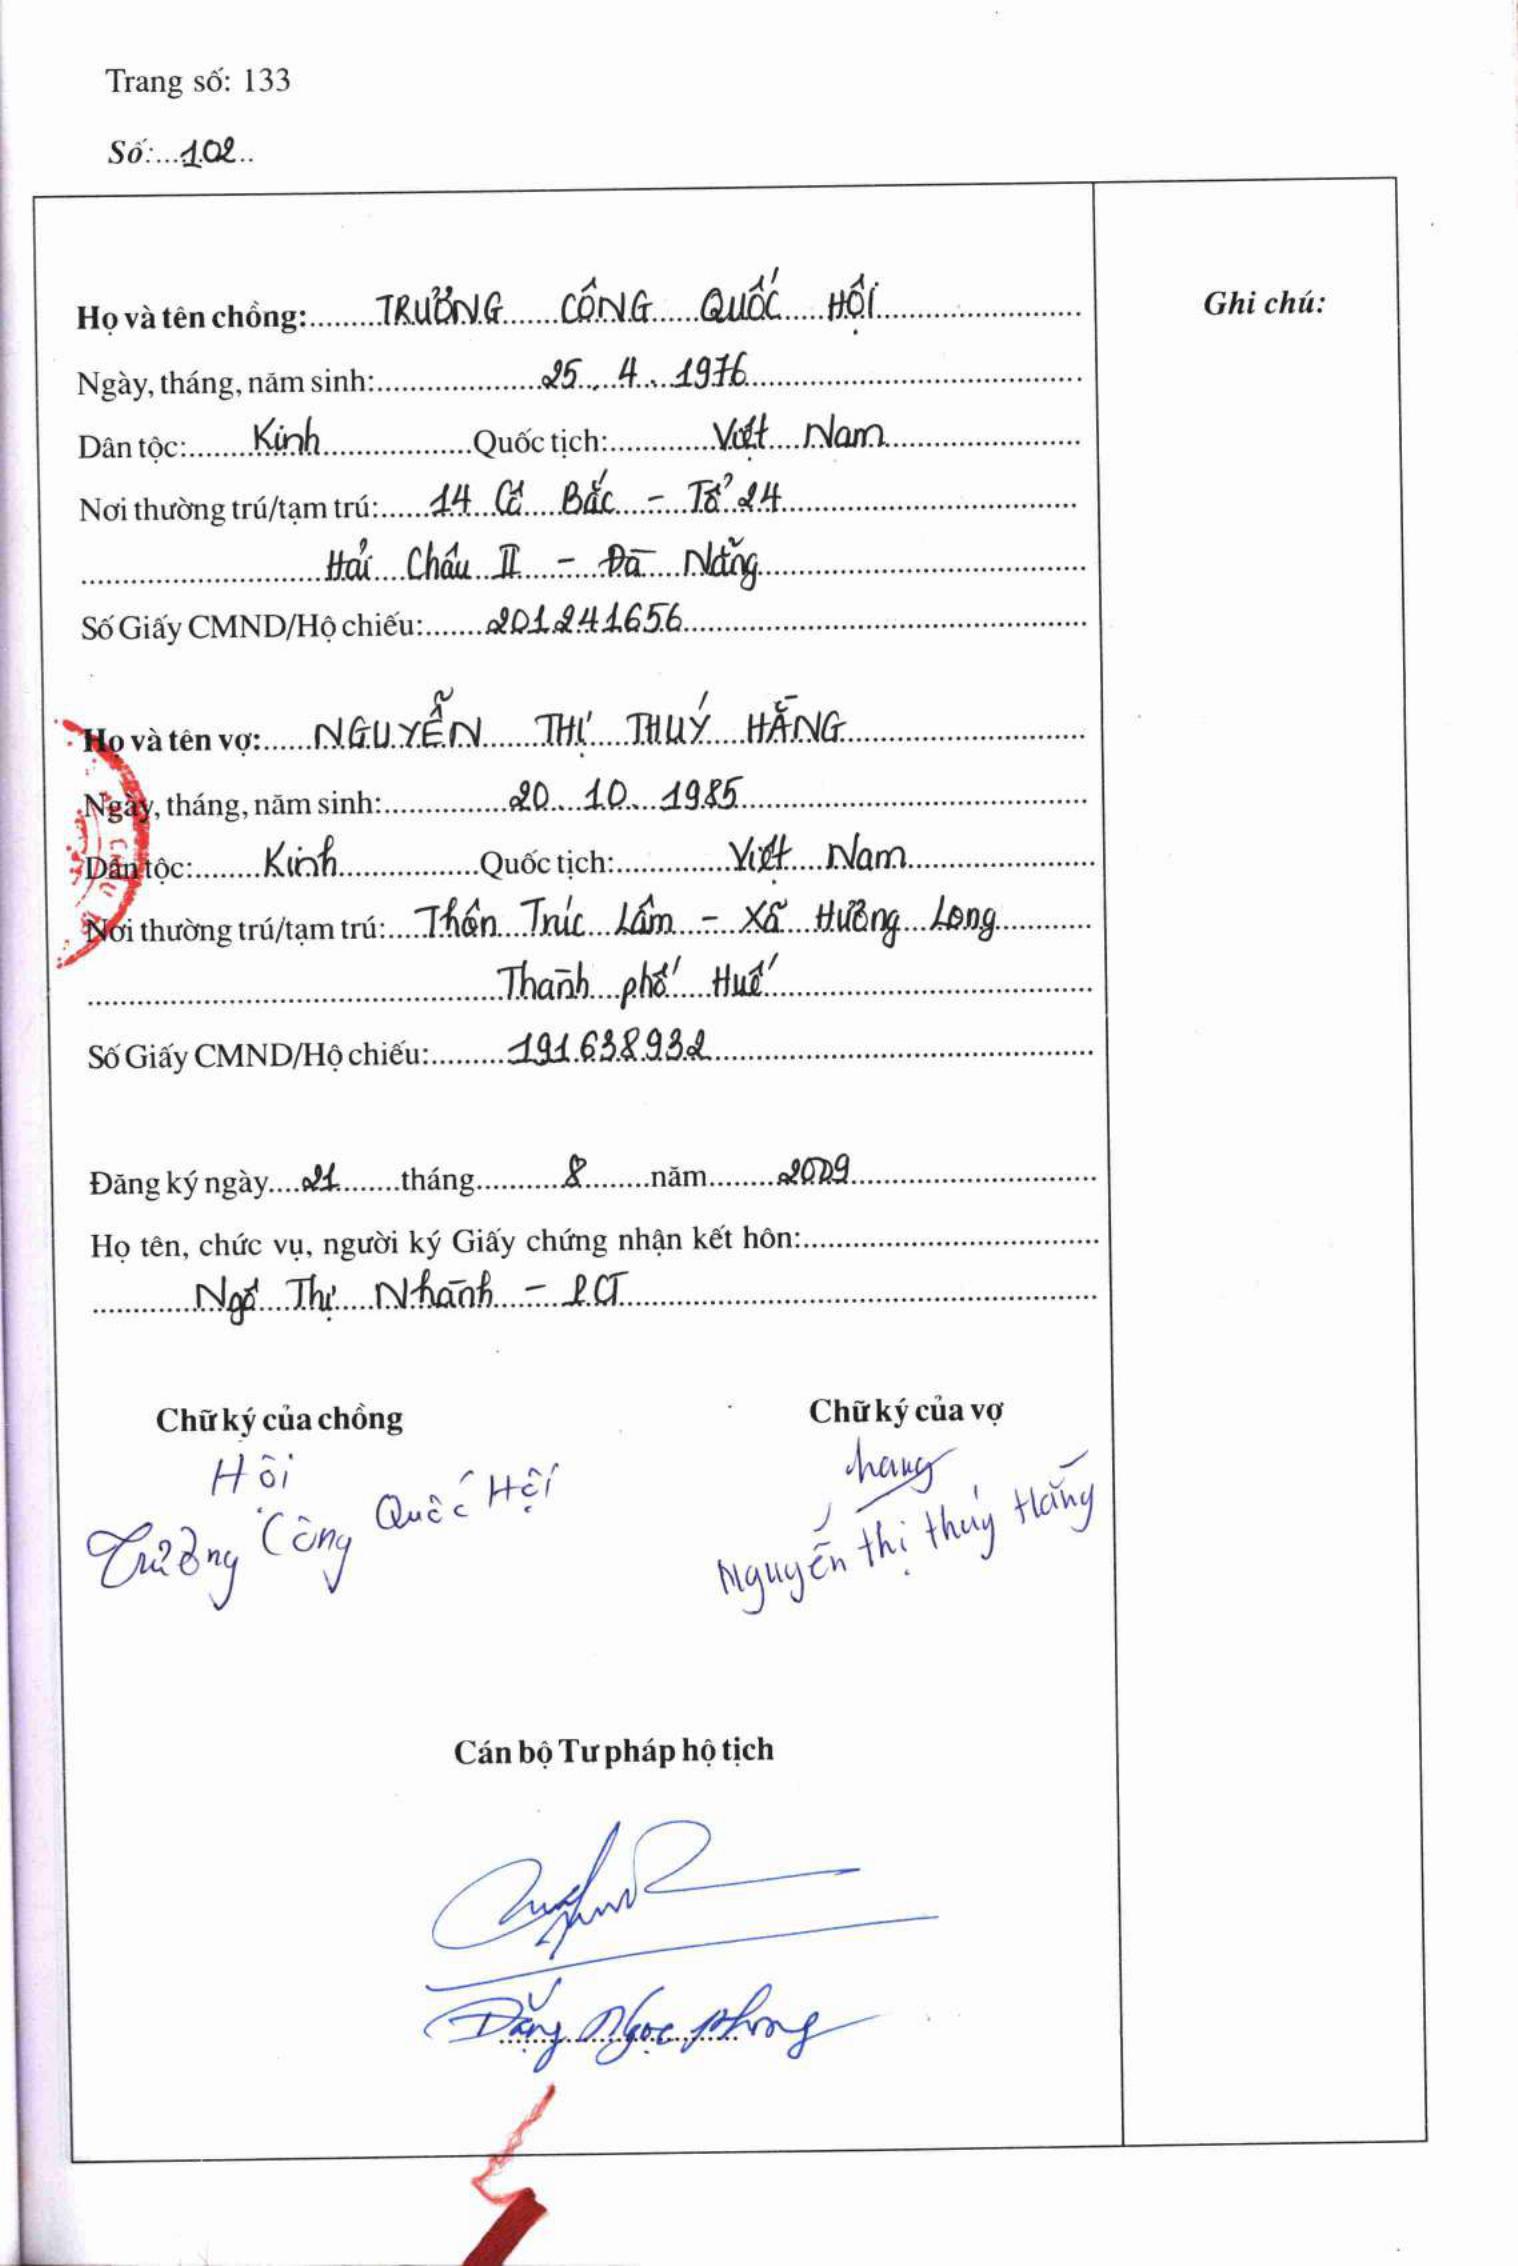 Trang số: 133
Số: 102
Họ và tên chồng: TRƯƠNG CÔNG QUỐC HỘI
Ghi chú:
Ngày, tháng, năm sinh: 25. 4. 1976
Dân tộc: Kinh Quốc tịch: Việt Nam
Nơi thường trú/tạm trú: 14 Cô Bắc - Tổ 24
Hải Châu II - Đà Nẵng
Số Giấy CMND/Hộ chiếu: 201241656
Họ và tên vợ: NGUYỄN THỊ THUÝ HẰNG
Ngày, tháng, năm sinh: 20. 10. 1985
Dân tộc: Kinh Quốc tịch: Việt Nam
Nơi thường trú/tạm trú: Thôn Trúc Lâm - Xã Hương Long
Thành phố Huế
Số Giấy CMND/Hộ chiếu: 191638932
Đăng ký ngày 21 tháng 8 năm 2009
Họ tên, chức vụ, người ký Giấy chứng nhận kết hôn:
Ngô Thị Nhành - PCT
Chữ ký của chồng Chữ ký của vợ
Hội
Trương Công Quốc Hội
Nguyễn thị thúy Hằng
Cán bộ Tư pháp hộ tịch
Đặng Ngọc Phong